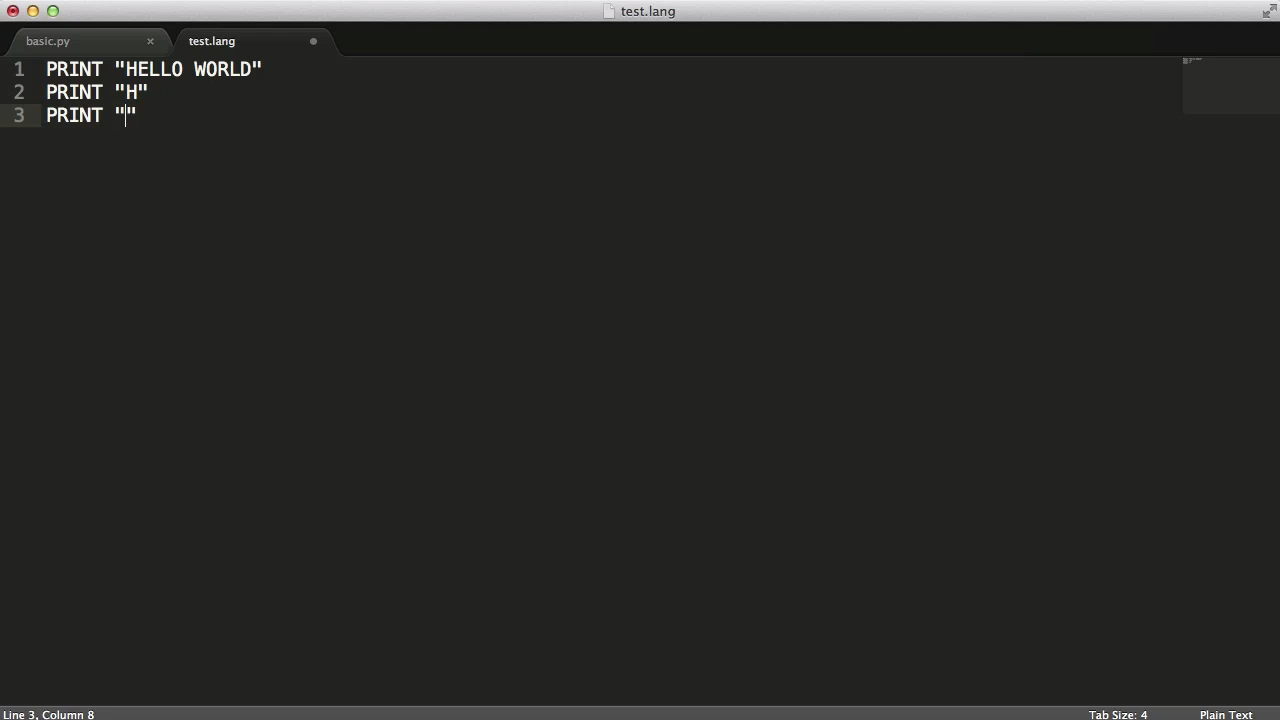 test.lang
basic.py
test.lang
1 PRINT "HELLO WORLD"
2 PRINT "H"
3 PRINT ""
Line 3, Column 8
Tab Size: 4
Plain Text